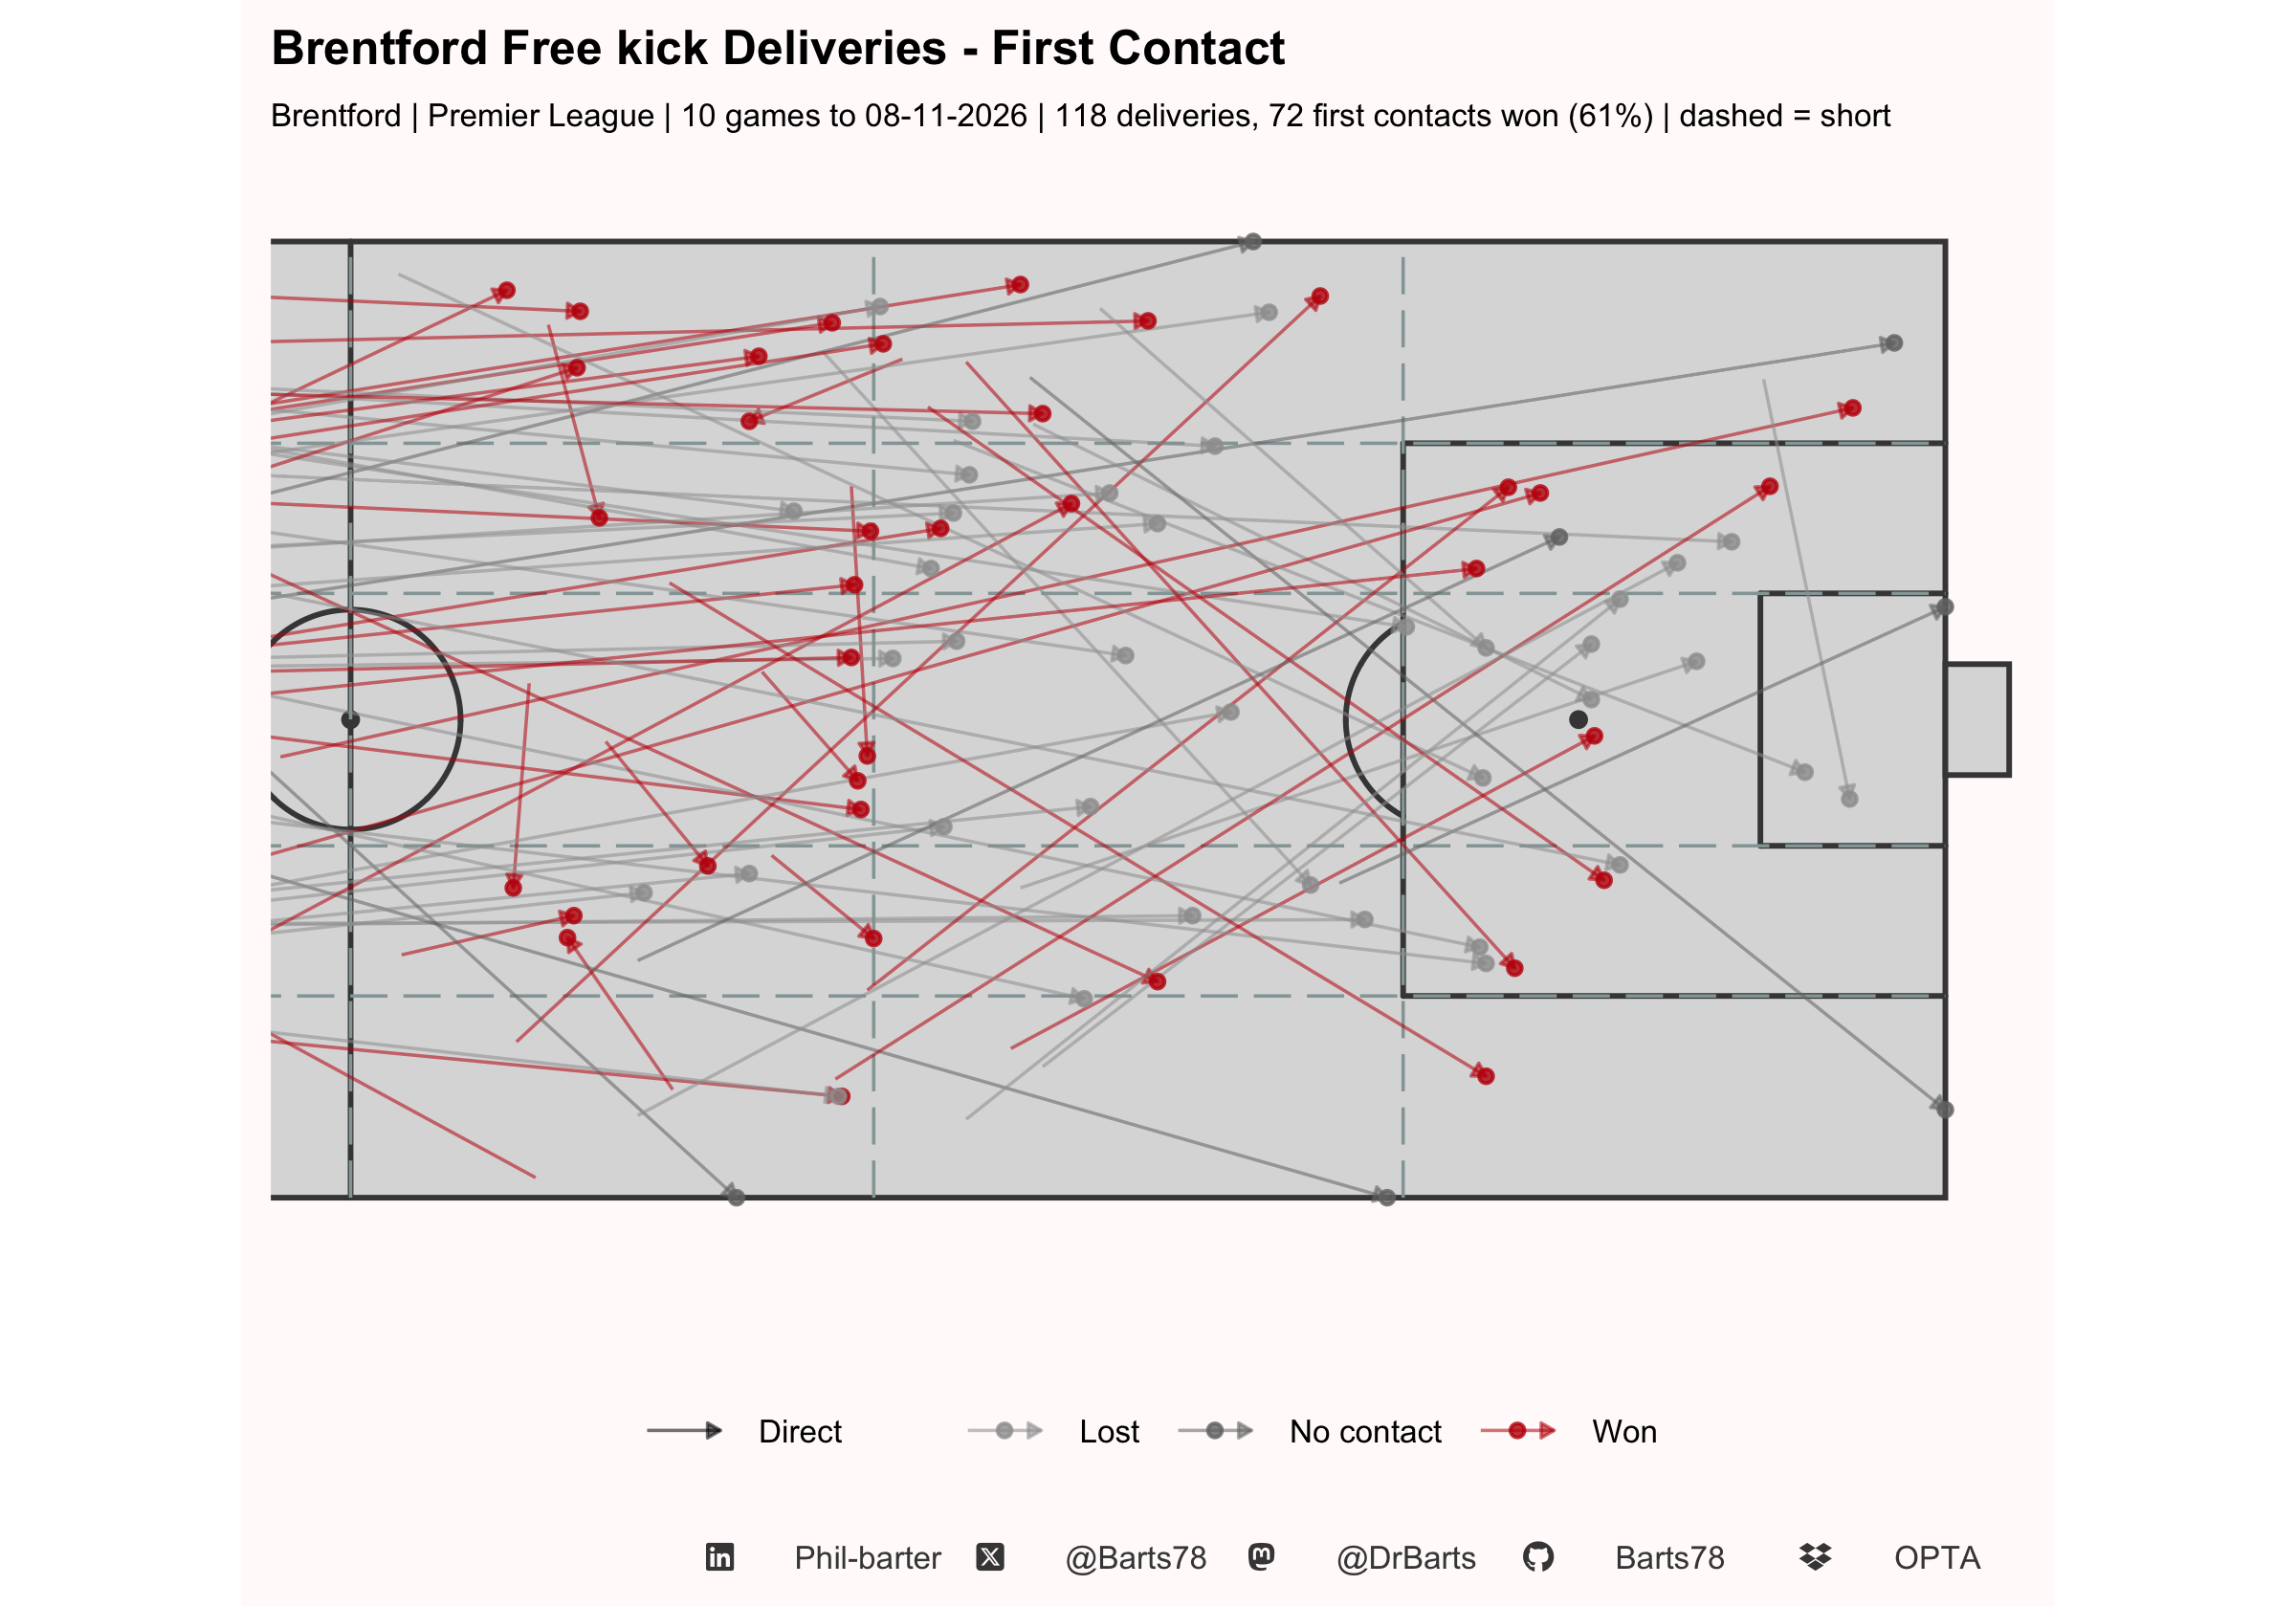 Brentford Free kick Deliveries - First Contact
Brentford | Premier League | 10 games to 08-11-2026 | 118 deliveries, 72 first contacts won (61%) | dashed = short
Direct Lost No contact Won
Phil-barter @Barts78 @DrBarts Barts78 OPTA